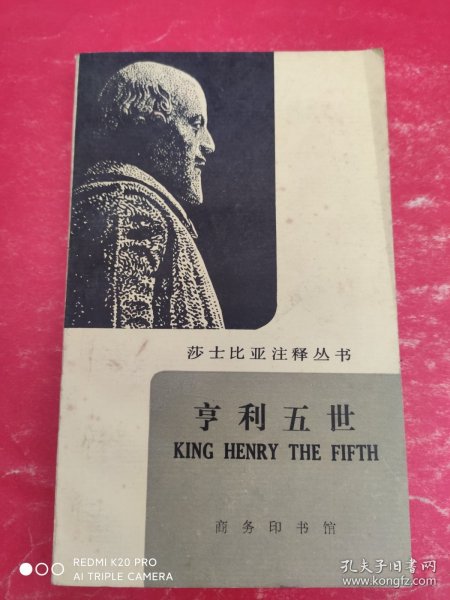 莎士比亚注释丛书
亨利五世
KING HENRY THE FIFTH
商务印书馆
REDMI K20 PRO
AI TRIPLE CAMERA
孔夫子旧书网
www.kongfz.com